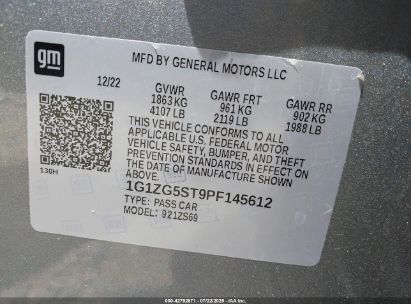 gm
MFD BY GENERAL MOTORS LLC
12/22 GVWR GAWR FRT GAWR RR
1863 KG 961 KG 902 KG
4107 LB 2119 LB 1988 LB
THIS VEHICLE CONFORMS TO ALL
APPLICABLE U.S. FEDERAL MOTOR
VEHICLE SAFETY, BUMPER, AND THEFT
PREVENTION STANDARDS IN EFFECT ON
THE DATE OF MANUFACTURE SHOWN
ABOVE.
130H
1G1ZG5ST9PF145612
TYPE: PASS CAR
MODEL: 921ZS69